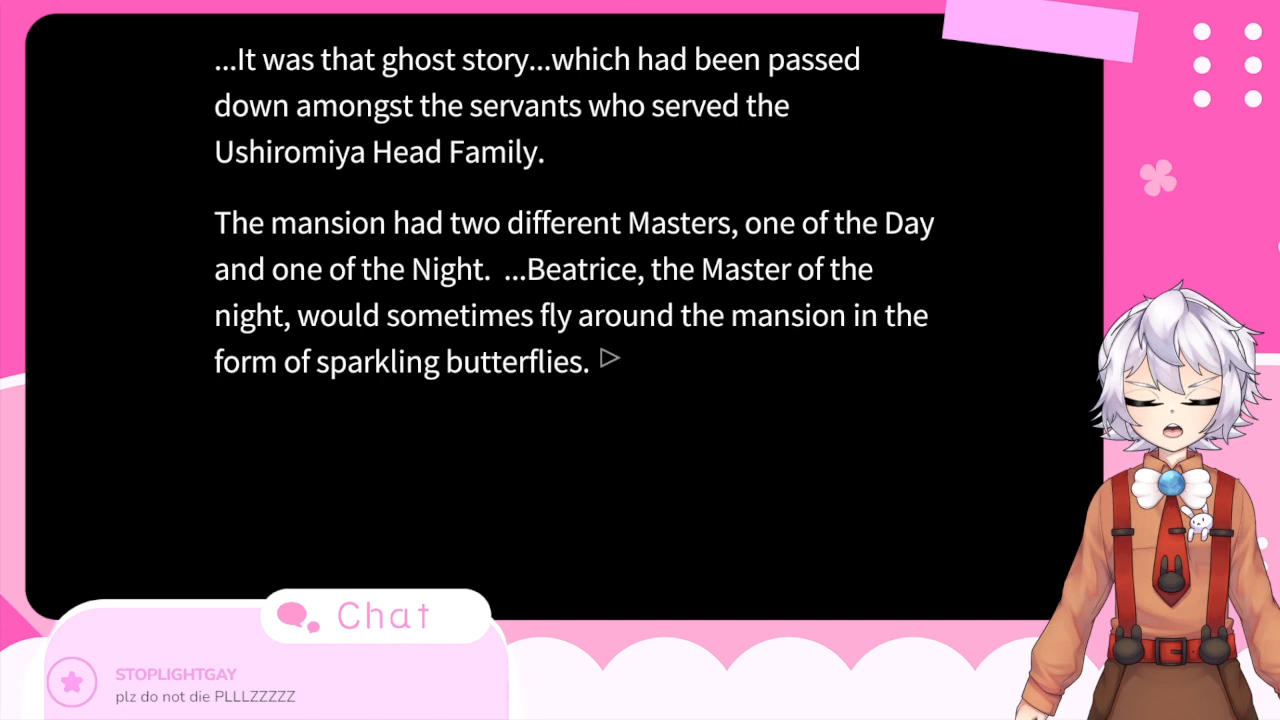 ...It was that ghost story...which had been passed
down amongst the servants who served the
Ushiromiya Head Family.
The mansion had two different Masters, one of the Day
and one of the Night.  ...Beatrice, the Master of the
night, would sometimes fly around the mansion in the
form of sparkling butterflies.
Chat
STOPLIGHTGAY
plz do not die PLLLZZZZZ